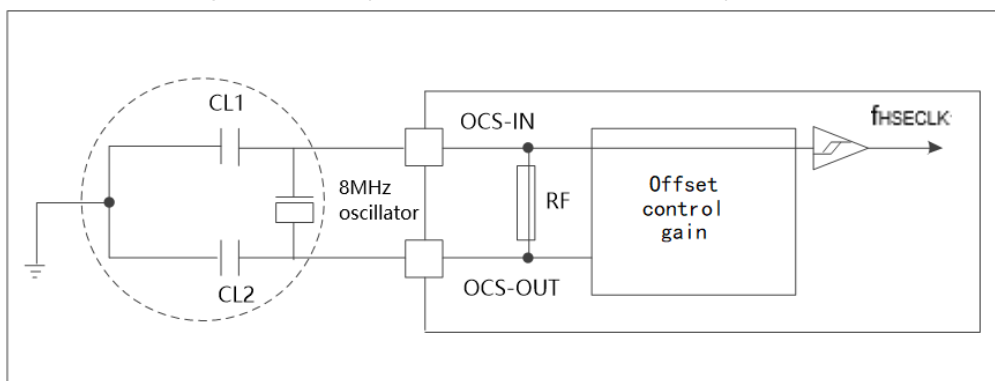 CL1
OCS-IN
fHSECLK
8MHz
oscillator
RF
Offset
control
gain
CL2
OCS-OUT